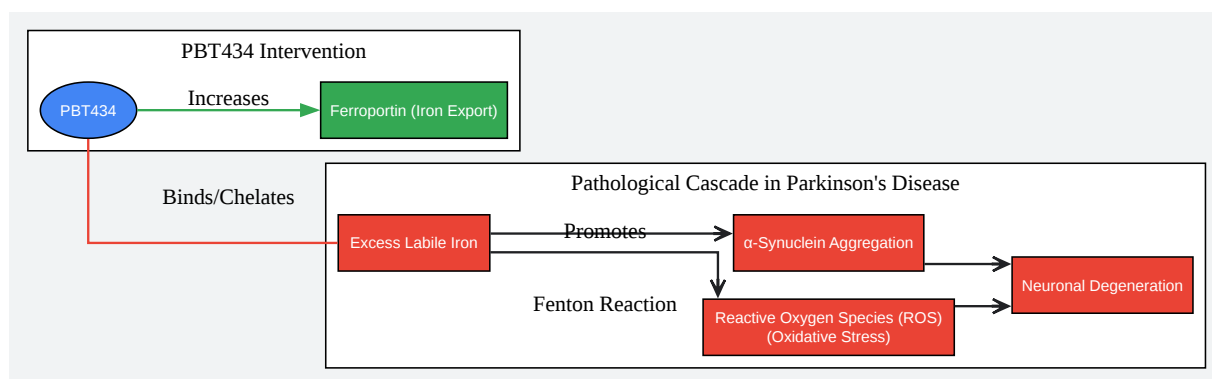 PBT434 Intervention
PBT434
Increases
Ferroportin (Iron Export)
Binds/Chelates
Pathological Cascade in Parkinson's Disease
Excess Labile Iron
Promotes
α-Synuclein Aggregation
Neuronal Degeneration
Fenton Reaction
Reactive Oxygen Species (ROS)
(Oxidative Stress)